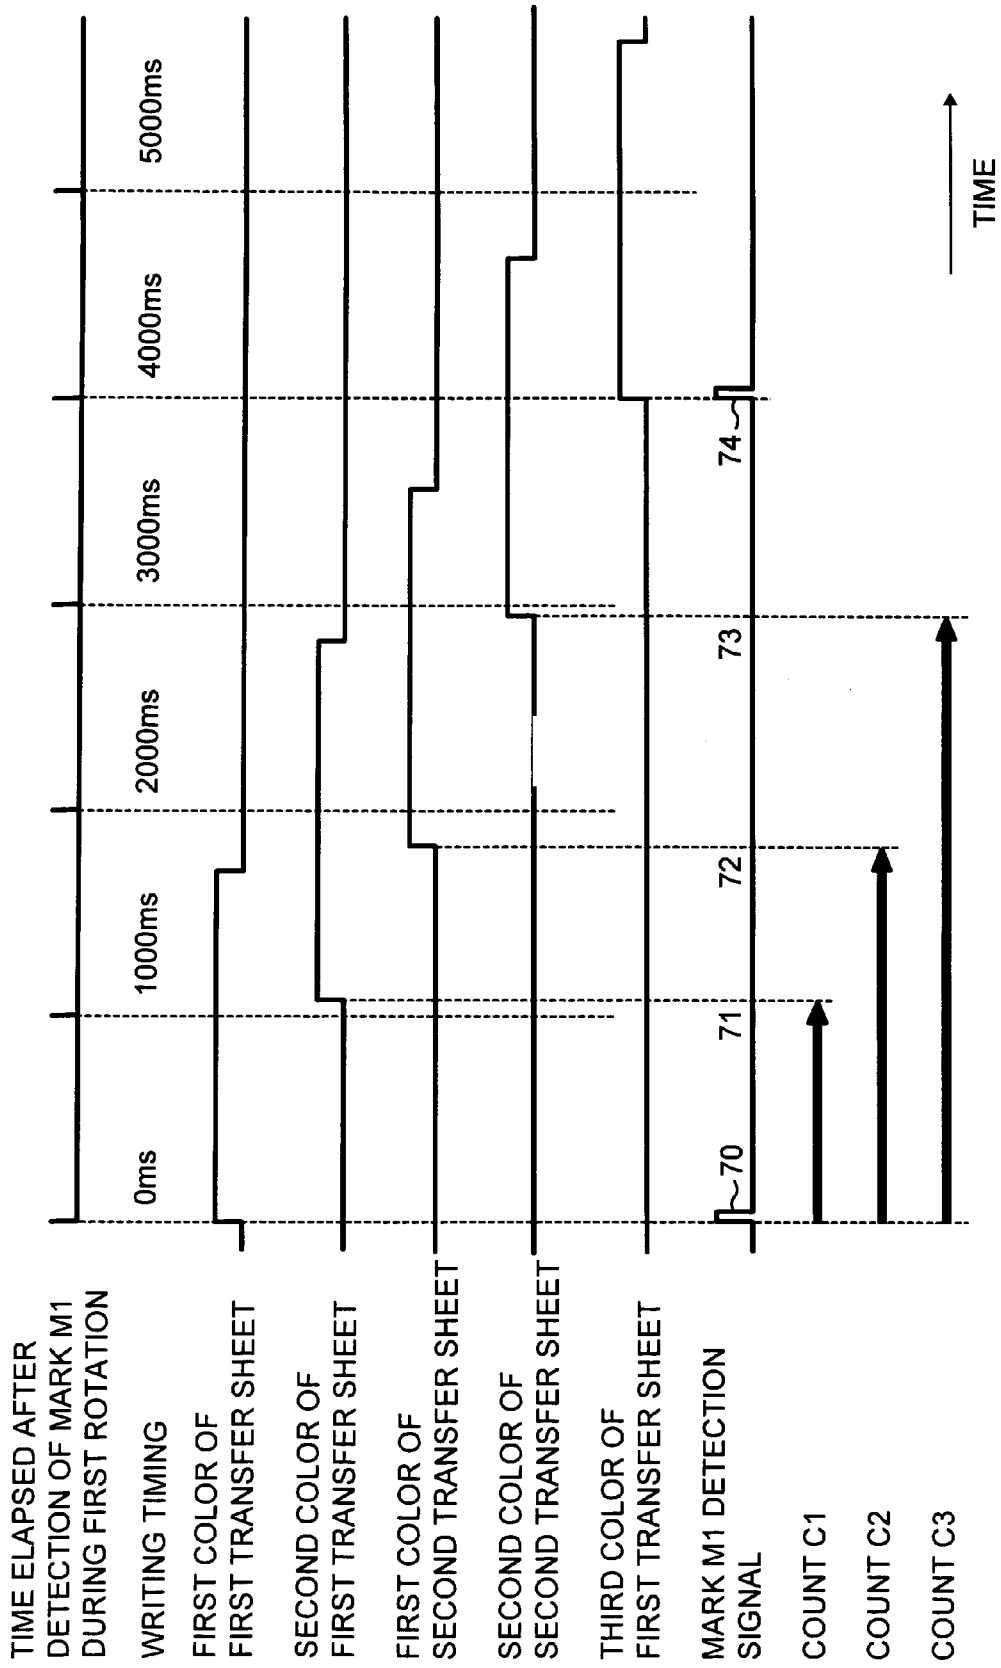 TIME ELAPSED AFTER
DETECTION OF MARK M1
DURING FIRST ROTATION
WRITING TIMING
0ms
1000ms
2000ms
3000ms
4000ms
5000ms
FIRST COLOR OF
FIRST TRANSFER SHEET
SECOND COLOR OF
FIRST TRANSFER SHEET
FIRST COLOR OF
SECOND TRANSFER SHEET
SECOND COLOR OF
SECOND TRANSFER SHEET
THIRD COLOR OF
FIRST TRANSFER SHEET
MARK M1 DETECTION
SIGNAL
70
71
72
73
74
COUNT C1
COUNT C2
COUNT C3
TIME